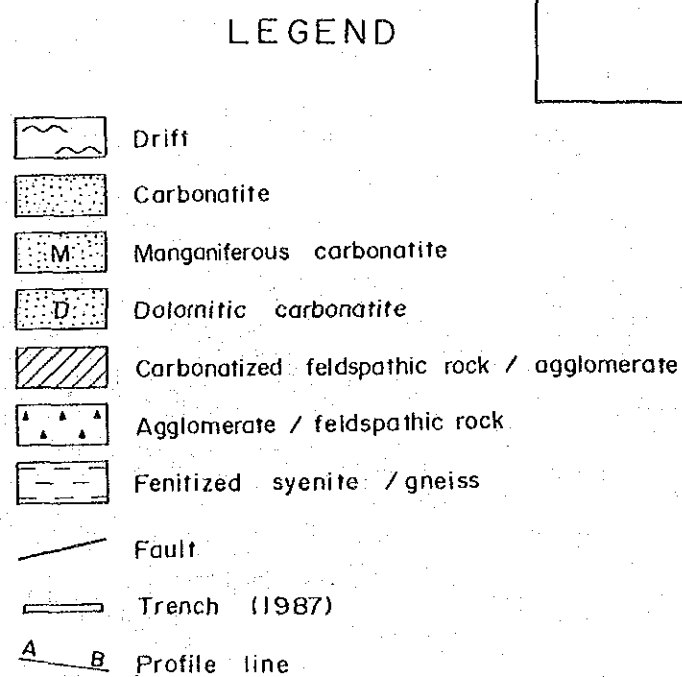 LEGEND
Drift
Carbonatite
M Manganiferous carbonatite
D Dolomitic carbonatite
Carbonatized feldspathic rock / agglomerate
Agglomerate / feldspathic rock
Fenitized syenite / gneiss
Fault
Trench (1987)
A B Profile line